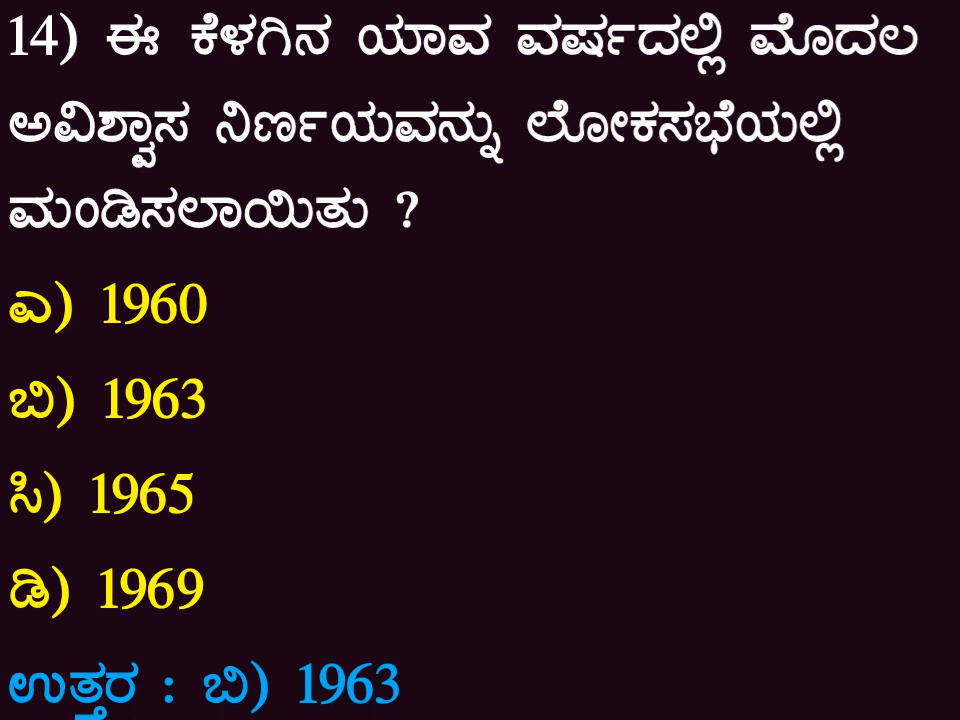 14) ಈ ಕೆಳಗಿನ ಯಾವ ವರ್ಷದಲ್ಲಿ ಮೊದಲ
ಅವಿಶ್ವಾಸ ನಿರ್ಣಯವನ್ನು ಲೋಕಸಭೆಯಲ್ಲಿ
ಮಂಡಿಸಲಾಯಿತು ?
ಎ) 1960
ಬಿ) 1963
ಸಿ) 1965
ಡಿ) 1969
ಉತ್ತರ : ಬಿ) 1963